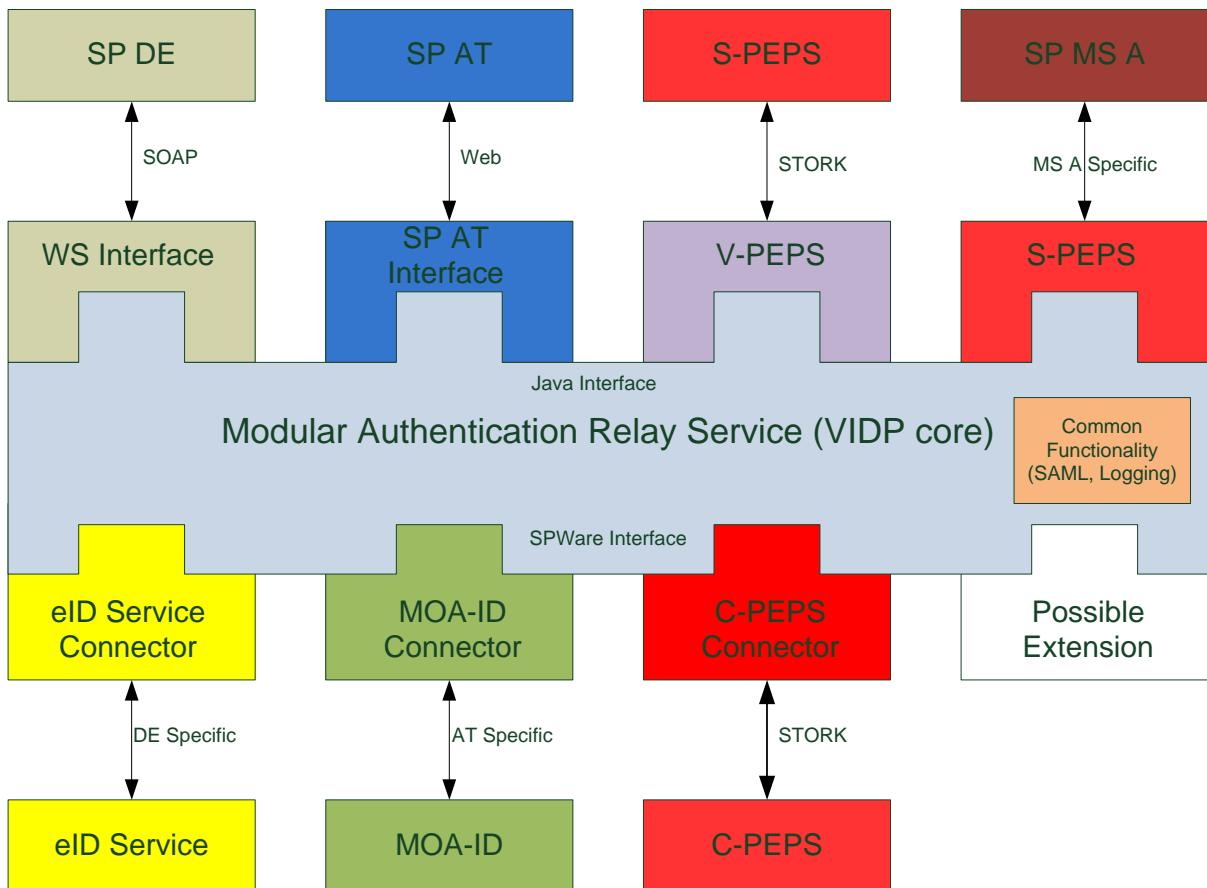 SP DE
SP AT
S-PEPS
SP MS A
SOAP
Web
STORK
MS A Specific
WS Interface
SP AT
Interface
V-PEPS
S-PEPS
Java Interface
Modular Authentication Relay Service (VIDP core)
Common
Functionality
(SAML, Logging)
SPWare Interface
eID Service
Connector
MOA-ID
Connector
C-PEPS
Connector
Possible
Extension
DE Specific
AT Specific
STORK
eID Service
MOA-ID
C-PEPS